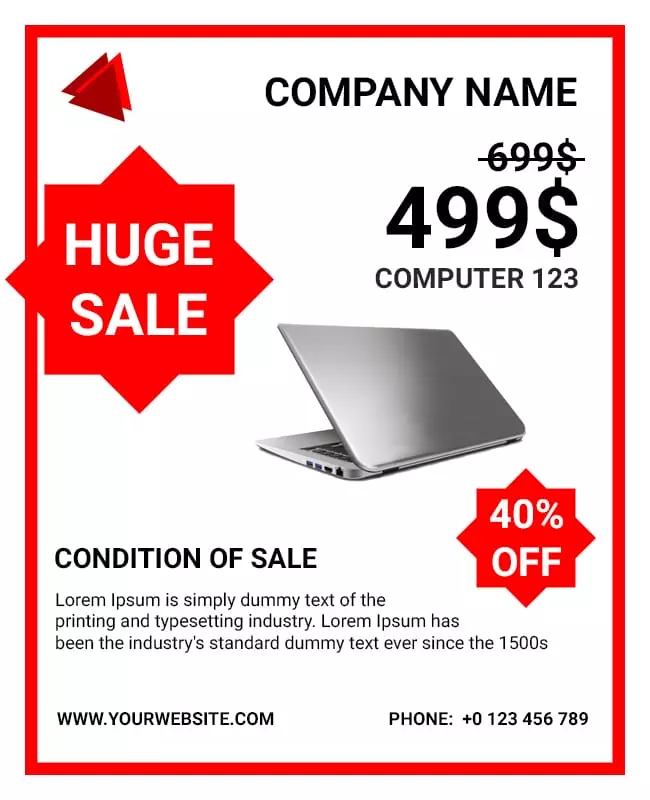 COMPANY NAME
699$
499$
COMPUTER 123
HUGE
SALE
40%
OFF
CONDITION OF SALE
Lorem Ipsum is simply dummy text of the
printing and typesetting industry. Lorem Ipsum has
been the industry's standard dummy text ever since the 1500s
WWW.YOURWEBSITE.COM
PHONE: +0 123 456 789